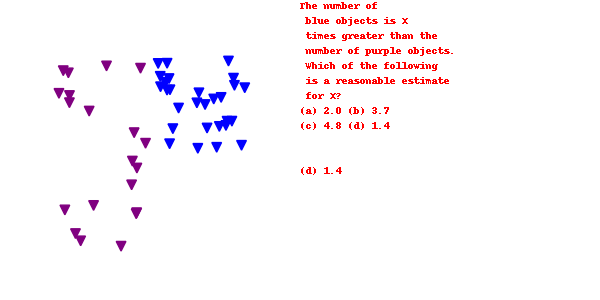 The number of
blue objects is X
times greater than the
number of purple objects.
Which of the following
is a reasonable estimate
for X?
(a) 2.0 (b) 3.7
(c) 4.8 (d) 1.4
(d) 1.4